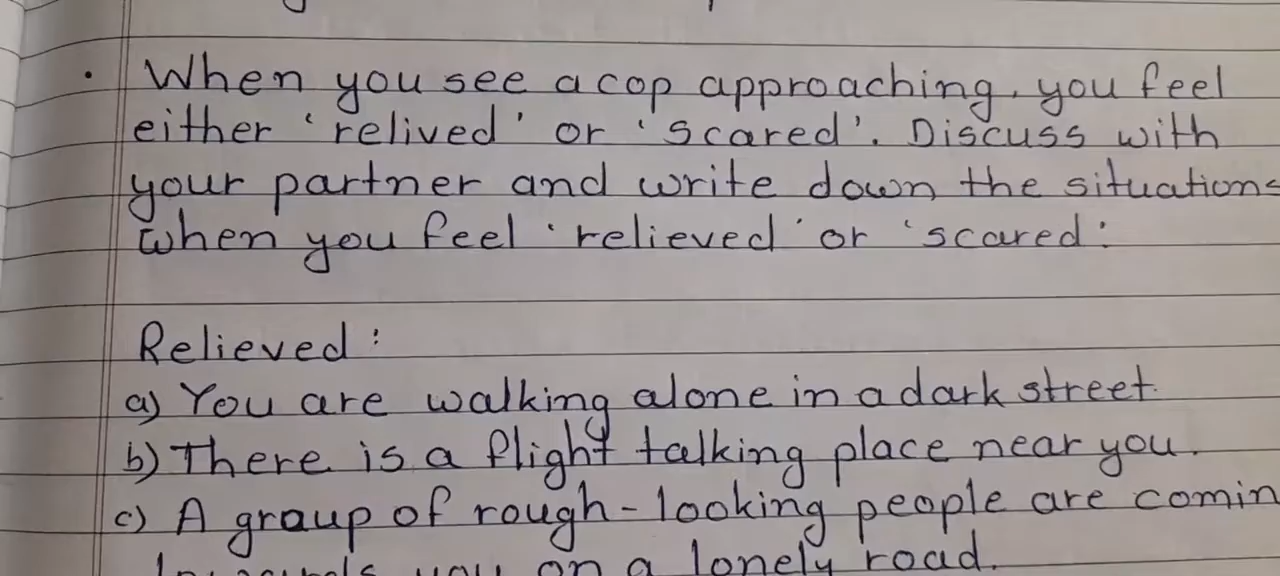 . When you see a cop approaching, you feel
either 'relived' or 'scared'. Discuss with
your partner and write down the situations
when you feel 'relieved' or 'scared:
Relieved:
a) You are walking alone in a dark street.
b) There is a flight talking place near you.
c) A graup of rough-looking people are comin
you on a lonely road.